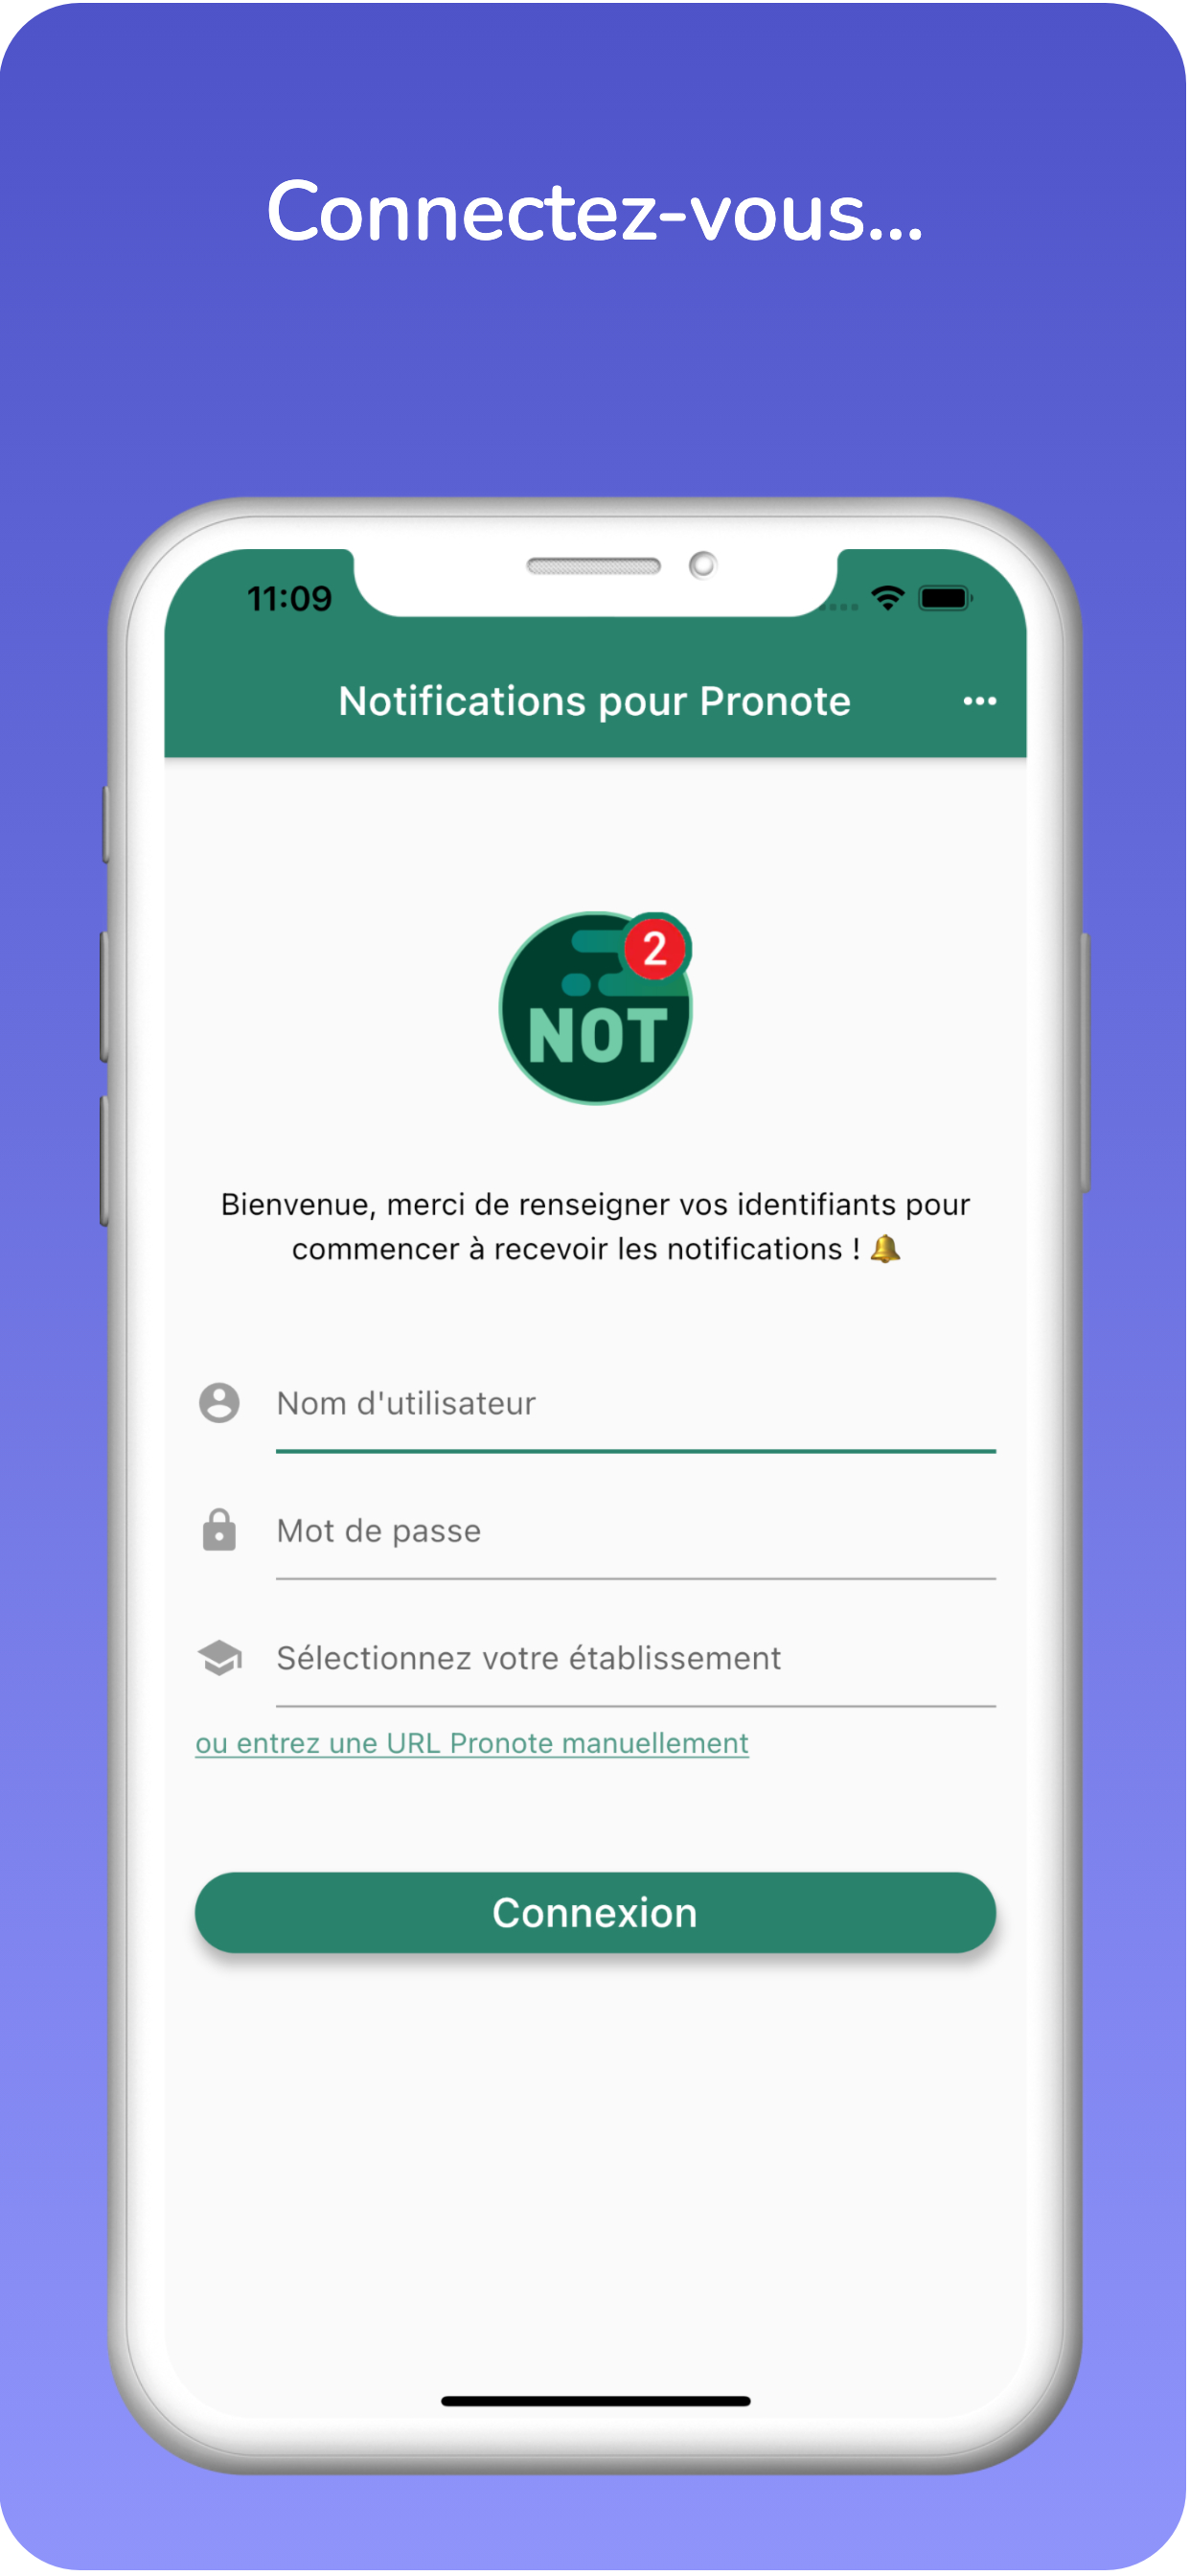 Connectez-vous...
11:09
Notifications pour Pronote
2
NOT
Bienvenue, merci de renseigner vos identifiants pour
commencer à recevoir les notifications ! 🔔
Nom d'utilisateur
Mot de passe
Sélectionnez votre établissement
ou entrez une URL Pronote manuellement
Connexion